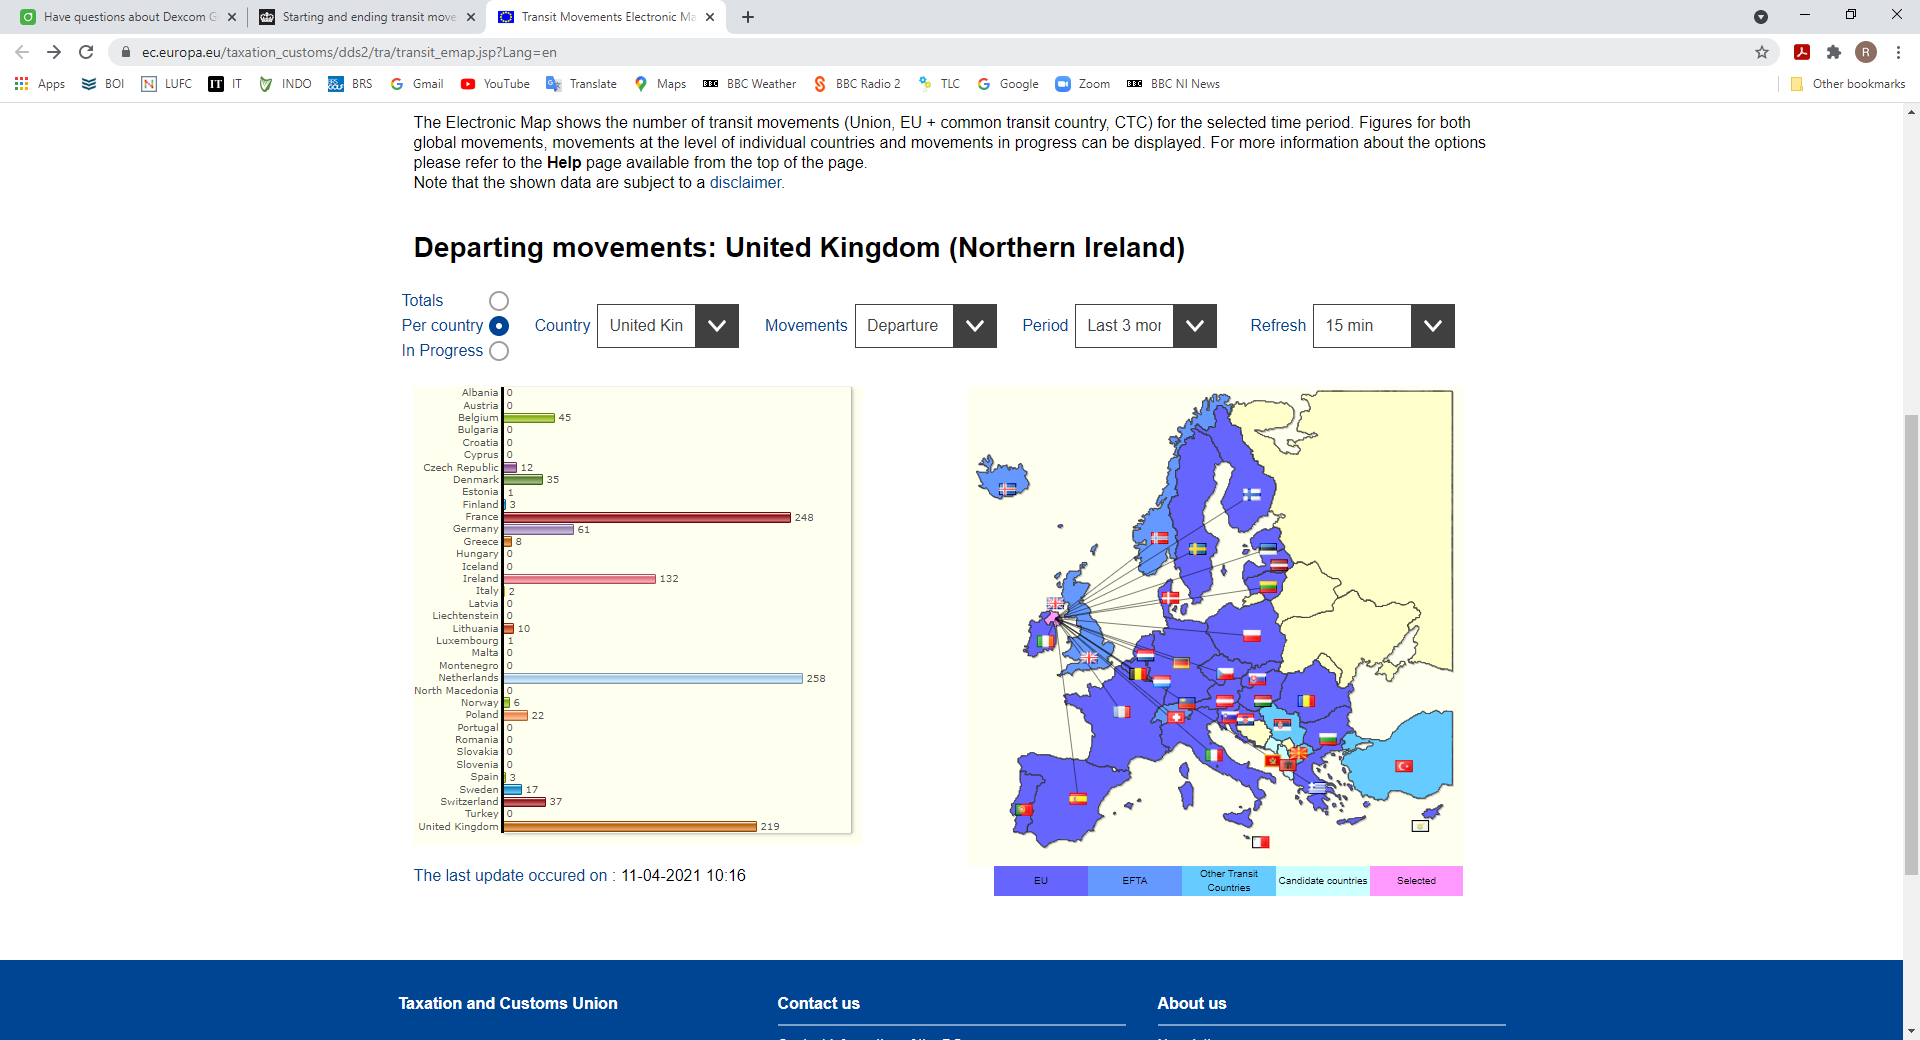 Have questions about Dexcom G
Starting and ending transit move
Transit Movements Electronic Ma
ec.europa.eu/taxation_customs/dds2/tra/transit_emap.jsp?Lang=en
R
Apps
BOI
N LUFC
IT IT
INDO
BRS
Gmail
YouTube
Translate
Maps
BBC BBC Weather
BBC Radio 2
TLC
Google
Zoom
BBC BBC NI News
Other bookmarks
The Electronic Map shows the number of transit movements (Union, EU + common transit country, CTC) for the selected time period. Figures for both
global movements, movements at the level of individual countries and movements in progress can be displayed. For more information about the options
please refer to the Help page available from the top of the page.
Note that the shown data are subject to a disclaimer.
Departing movements: United Kingdom (Northern Ireland)
Totals
Per country
In Progress
Country United Kin
Movements Departure
Period Last 3 mor
Refresh 15 min
Albania 0
Austria 0
Belgium 45
Bulgaria 0
Croatia 0
Cyprus 0
Czech Republic 12
Denmark 35
Estonia 1
Finland 3
France 248
Germany 61
Greece 8
Hungary 0
Iceland 0
Ireland 132
Italy 2
Latvia 0
Liechtenstein 0
Lithuania 10
Luxembourg 1
Malta 0
Montenegro 0
Netherlands 258
North Macedonia 0
Norway 6
Poland 22
Portugal 0
Romania 0
Slovakia 0
Slovenia 0
Spain 3
Sweden 17
Switzerland 37
Turkey 0
United Kingdom 219
The last update occured on : 11-04-2021 10:16
EU
EFTA
Other Transit
Countries
Candidate countries
Selected
Taxation and Customs Union
Contact us
About us